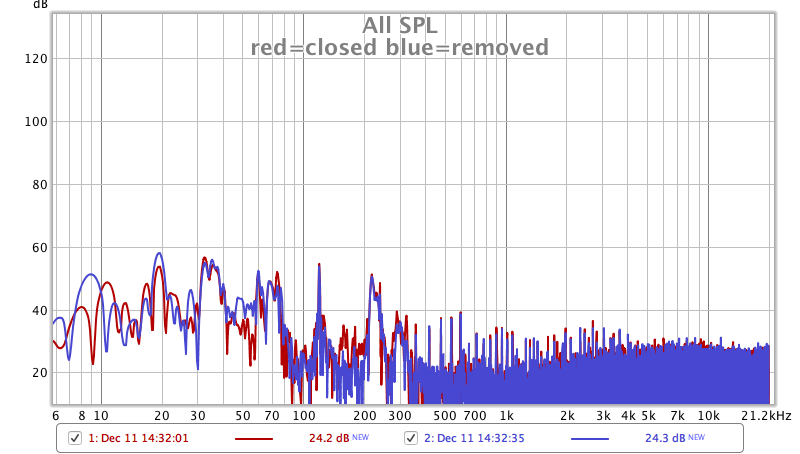 dB
All SPL
red=closed blue=removed
120
100
80
60
40
20
6 8 10 20 30 50 70 100 200 300 500 700 1k 2k 3k 4k 5k 7k 10k 21.2kHz
1: Dec 11 14:32:01 24.2 dB NEW 2: Dec 11 14:32:35 24.3 dB NEW